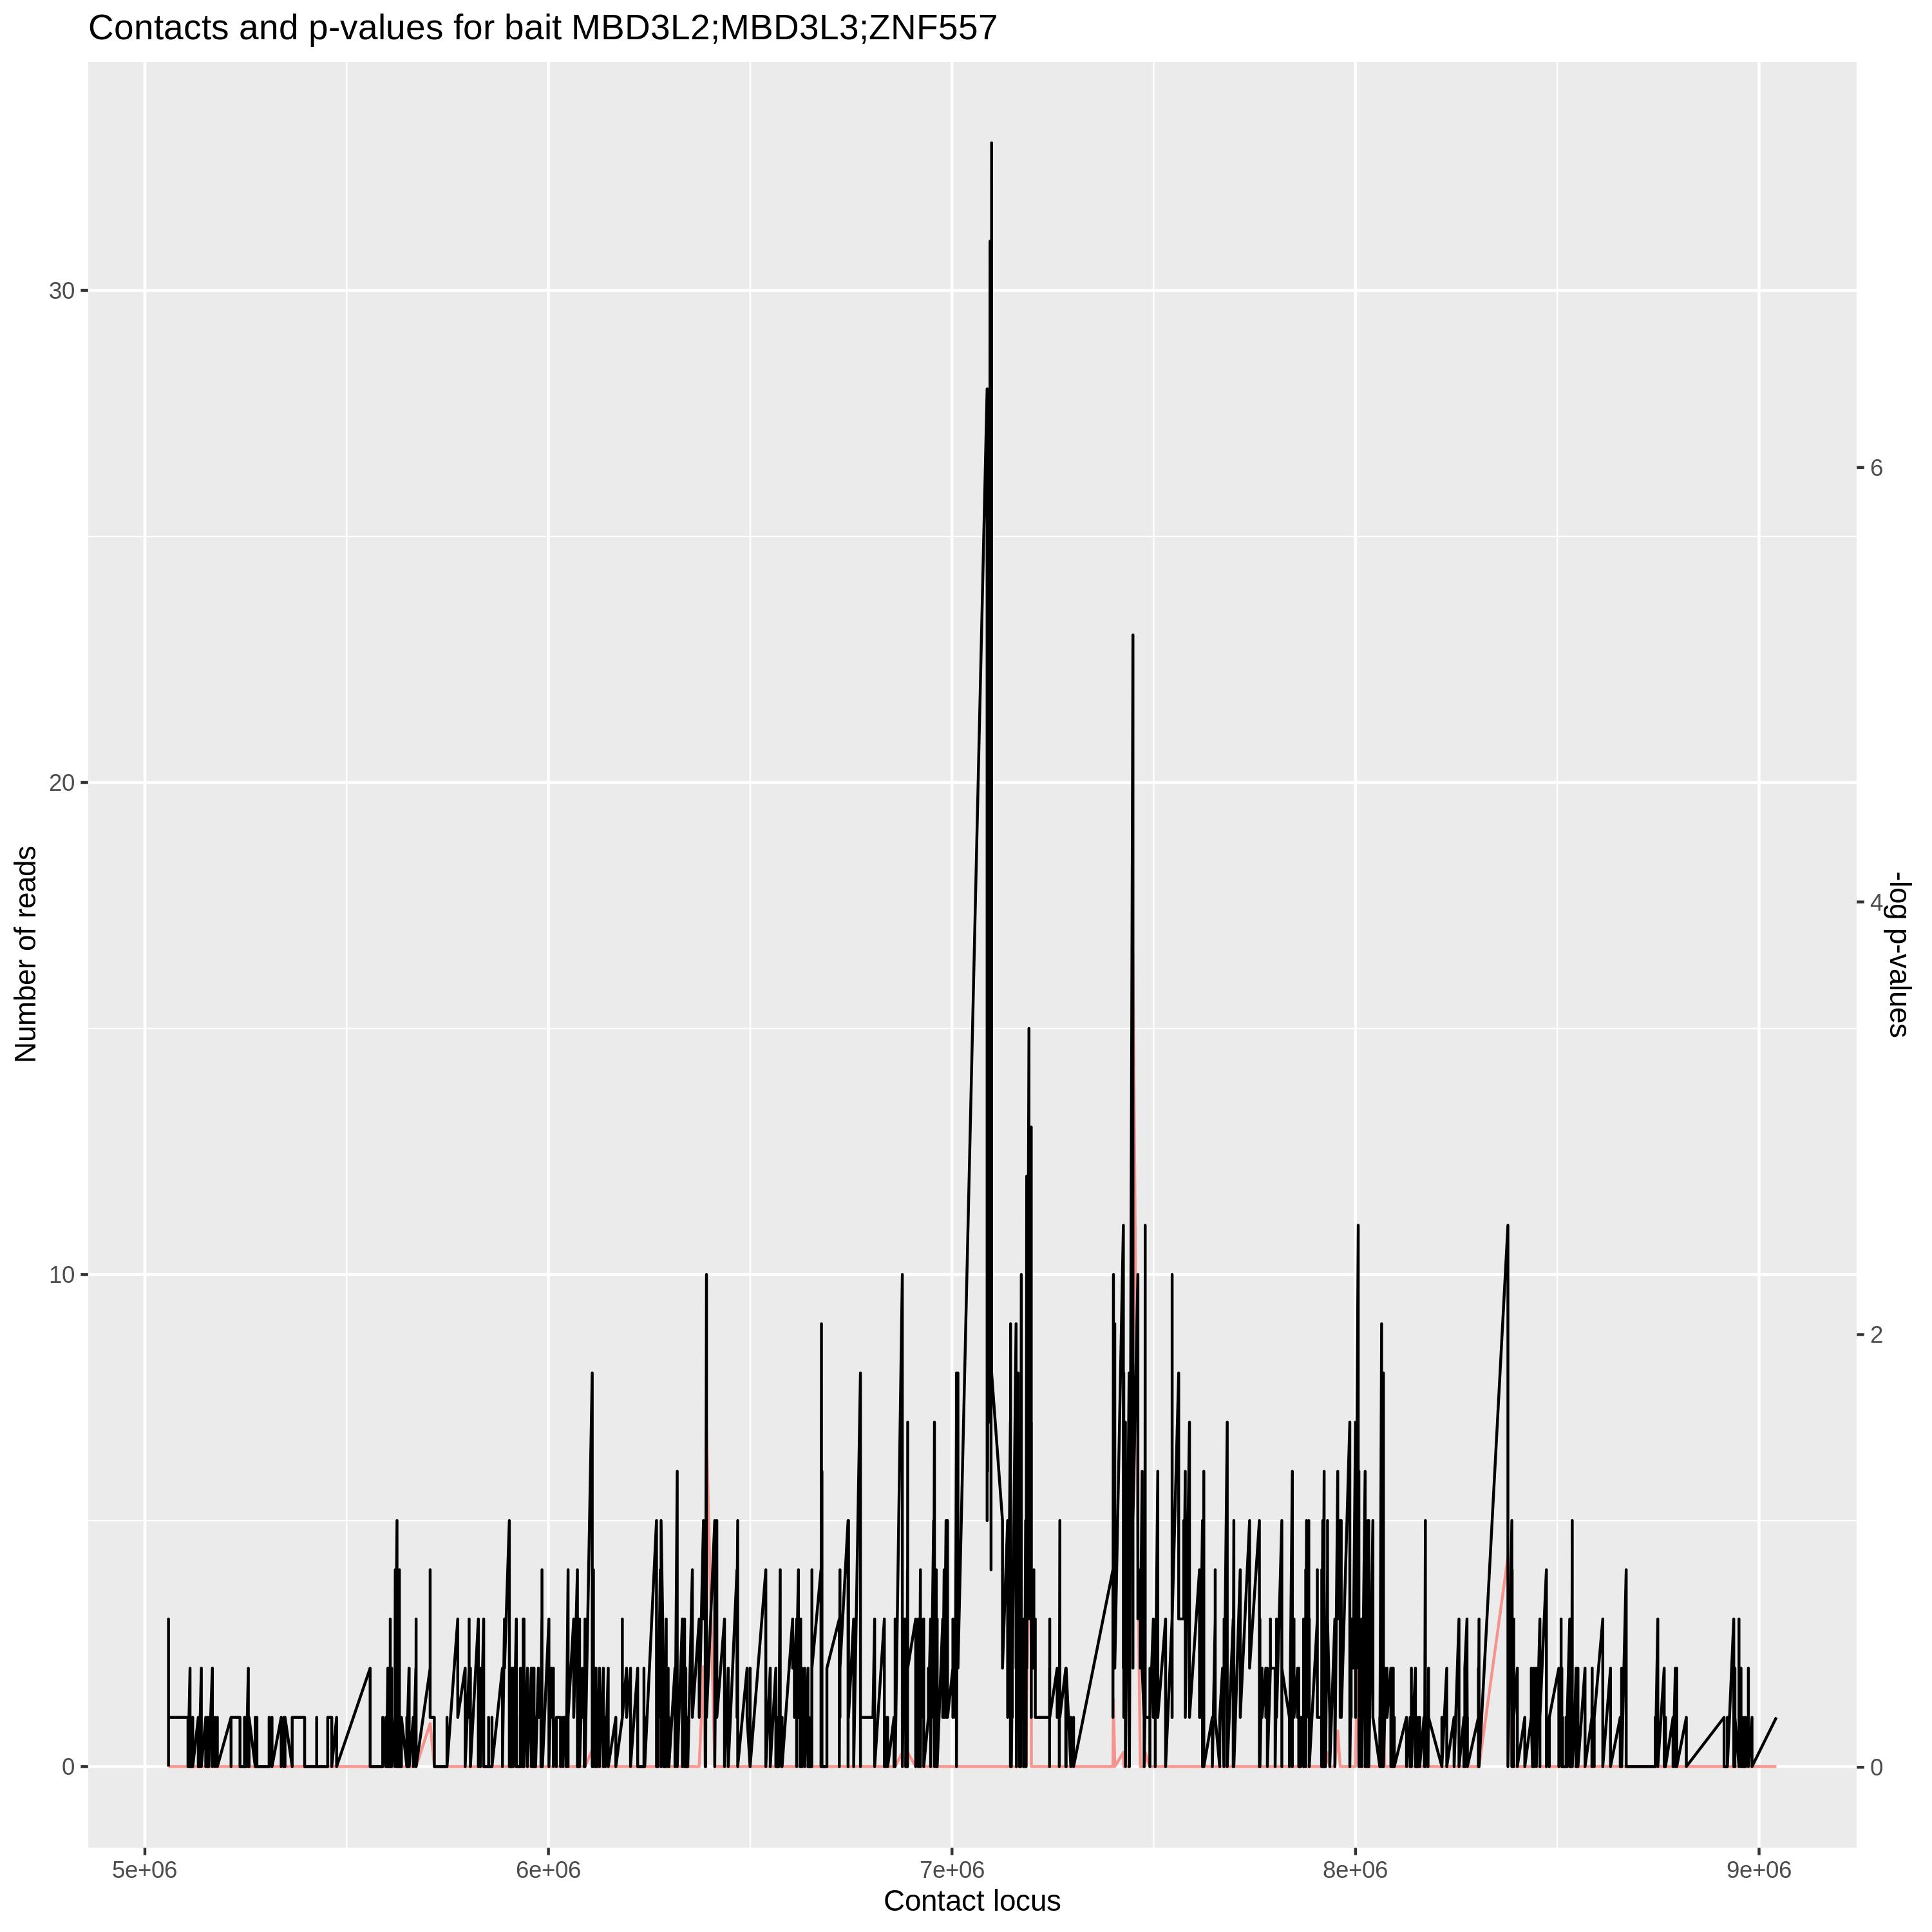 Contacts and p-values for bait MBD3L2;MBD3L3;ZNF557
30
20
10
0
Number of reads
6
4
2
0
-log p-values
5e+06
6e+06
7e+06
8e+06
9e+06
Contact locus